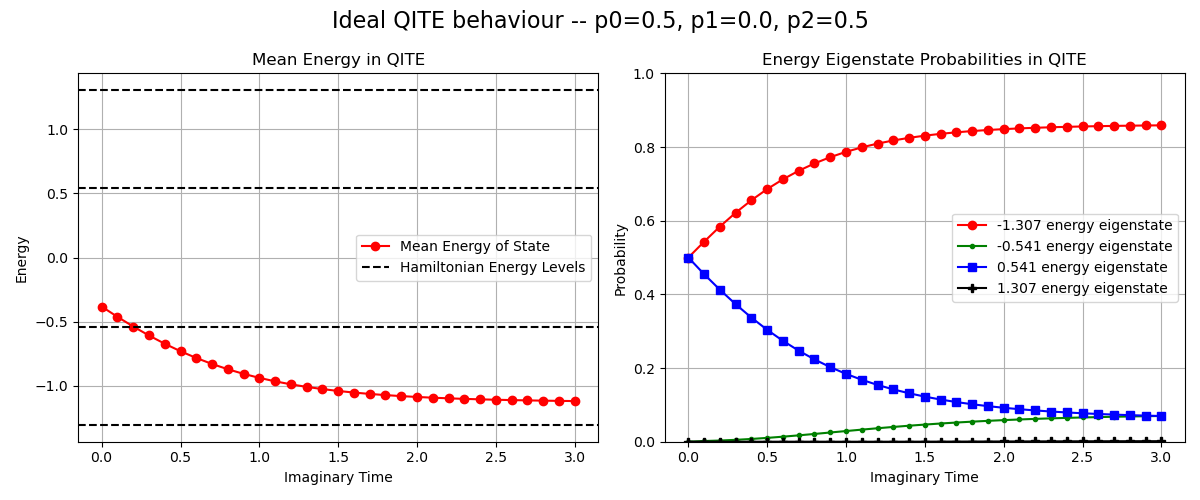 Ideal QITE behaviour -- p0=0.5, p1=0.0, p2=0.5
Mean Energy in QITE
Energy
1.0
0.5
0.0
−0.5
−1.0
Mean Energy of State
Hamiltonian Energy Levels
0.0 0.5 1.0 1.5 2.0 2.5 3.0
Imaginary Time
Energy Eigenstate Probabilities in QITE
Probability
1.0
0.8
0.6
0.4
0.2
0.0
-1.307 energy eigenstate
-0.541 energy eigenstate
0.541 energy eigenstate
1.307 energy eigenstate
0.0 0.5 1.0 1.5 2.0 2.5 3.0
Imaginary Time